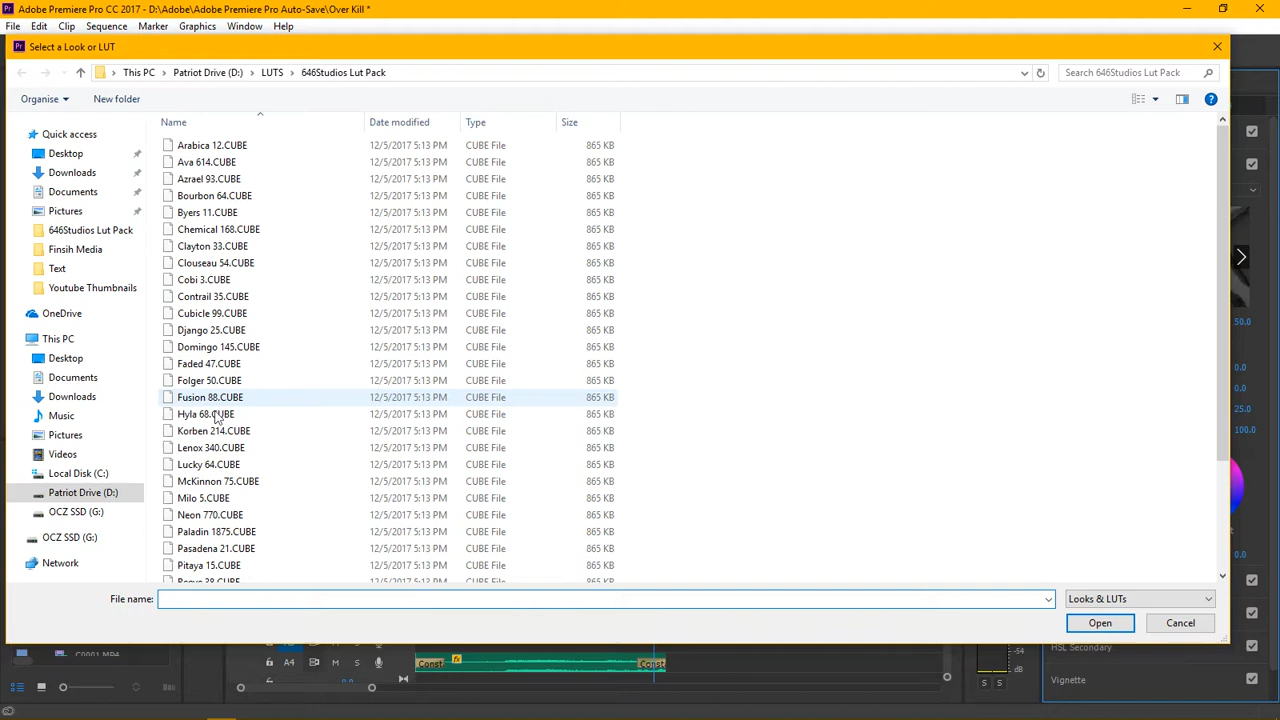 Adobe Premiere Pro CC 2017 - D:\Adobe\Adobe Premiere Pro Auto-Save\Over Kill *
File Edit Clip Sequence Marker Graphics Window Help
Select a Look or LUT
This PC > Patriot Drive (D:) > LUTS > 646Studios Lut Pack
Search 646Studios Lut Pack
Organise New folder
Name Date modified Type Size
Quick access
Desktop
Downloads
Documents
Pictures
646Studios Lut Pack
Finsih Media
Text
Youtube Thumbnails
OneDrive
This PC
Desktop
Documents
Downloads
Music
Pictures
Videos
Local Disk (C:)
Patriot Drive (D:)
OCZ SSD (G:)
OCZ SSD (G:)
Network
Arabica 12.CUBE 12/5/2017 5:13 PM CUBE File 865 KB
Ava 614.CUBE 12/5/2017 5:13 PM CUBE File 865 KB
Azrael 93.CUBE 12/5/2017 5:13 PM CUBE File 865 KB
Bourbon 64.CUBE 12/5/2017 5:13 PM CUBE File 865 KB
Byers 11.CUBE 12/5/2017 5:13 PM CUBE File 865 KB
Chemical 168.CUBE 12/5/2017 5:13 PM CUBE File 865 KB
Clayton 33.CUBE 12/5/2017 5:13 PM CUBE File 865 KB
Clouseau 54.CUBE 12/5/2017 5:13 PM CUBE File 865 KB
Cobi 3.CUBE 12/5/2017 5:13 PM CUBE File 865 KB
Contrail 35.CUBE 12/5/2017 5:13 PM CUBE File 865 KB
Cubicle 99.CUBE 12/5/2017 5:13 PM CUBE File 865 KB
Django 25.CUBE 12/5/2017 5:13 PM CUBE File 865 KB
Domingo 145.CUBE 12/5/2017 5:13 PM CUBE File 865 KB
Faded 47.CUBE 12/5/2017 5:13 PM CUBE File 865 KB
Folger 50.CUBE 12/5/2017 5:13 PM CUBE File 865 KB
Fusion 88.CUBE 12/5/2017 5:13 PM CUBE File 865 KB
Hyla 68.CUBE 12/5/2017 5:13 PM CUBE File 865 KB
Korben 214.CUBE 12/5/2017 5:13 PM CUBE File 865 KB
Lenox 340.CUBE 12/5/2017 5:13 PM CUBE File 865 KB
Lucky 64.CUBE 12/5/2017 5:13 PM CUBE File 865 KB
McKinnon 75.CUBE 12/5/2017 5:13 PM CUBE File 865 KB
Milo 5.CUBE 12/5/2017 5:13 PM CUBE File 865 KB
Neon 770.CUBE 12/5/2017 5:13 PM CUBE File 865 KB
Paladin 1875.CUBE 12/5/2017 5:13 PM CUBE File 865 KB
Pasadena 21.CUBE 12/5/2017 5:13 PM CUBE File 865 KB
Pitaya 15.CUBE 12/5/2017 5:13 PM CUBE File 865 KB
File name:
Looks & LUTs
Open Cancel
50.0
0.0
0.0
25.0
100.0
0.0
C0001.MP4
A4 M S
Const fx Const
0.0
-54
dB
S S
HSL Secondary
Vignette